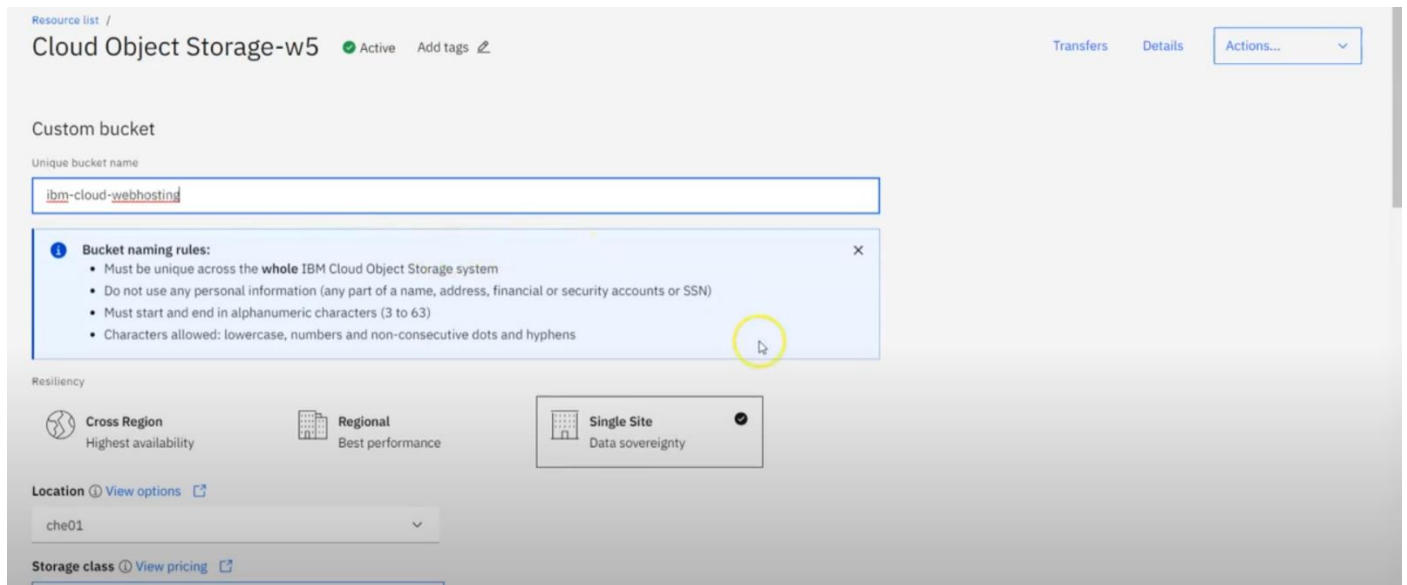 Resource list /
Cloud Object Storage-w5 Active Add tags Transfers Details Actions...
Custom bucket
Unique bucket name
ibm-cloud-webhosting
Bucket naming rules:
• Must be unique across the whole IBM Cloud Object Storage system
• Do not use any personal information (any part of a name, address, financial or security accounts or SSN)
• Must start and end in alphanumeric characters (3 to 63)
• Characters allowed: lowercase, numbers and non-consecutive dots and hyphens
Resiliency
Cross Region Regional Single Site
Highest availability Best performance Data sovereignty
Location View options
che01
Storage class View pricing